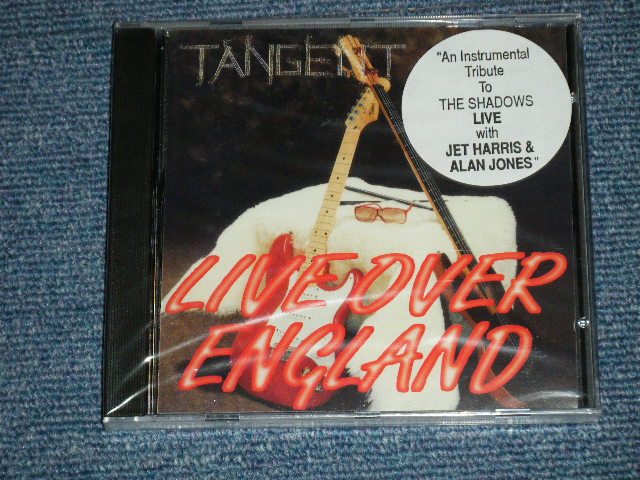 TANGENT
"An Instrumental
Tribute
To
THE SHADOWS
LIVE
with
JET HARRIS &
ALAN JONES"
LIVE OVER
ENGLAND